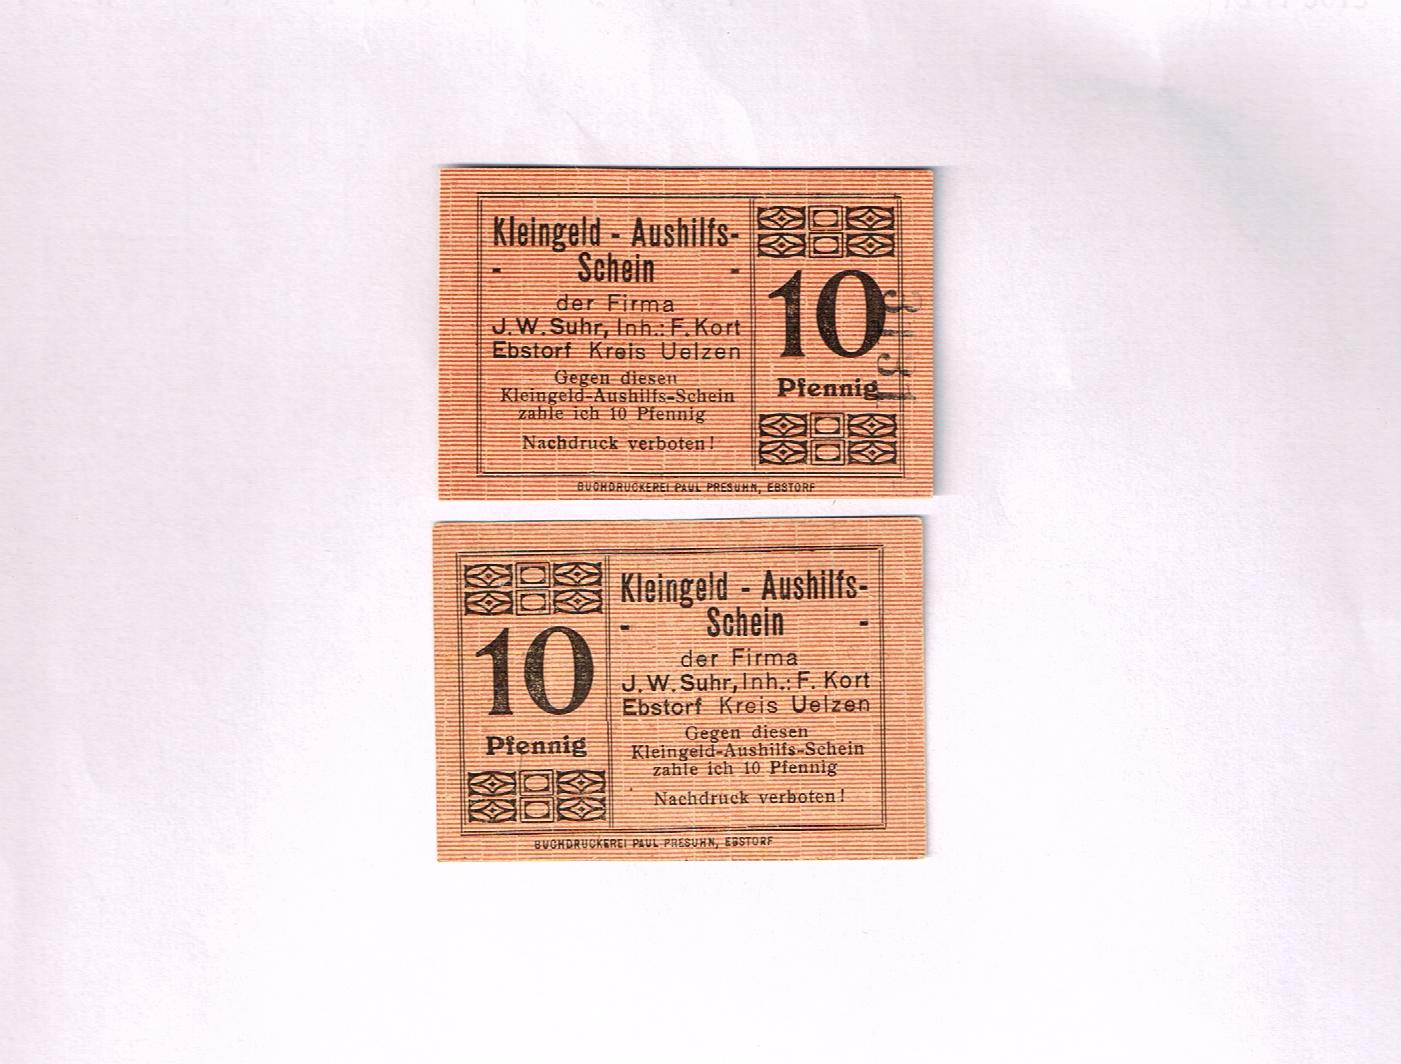 Kleingeld - Aushilfs-
- Schein -
der Firma
J. W. Suhr, Inh.: F. Kort
Ebstorf Kreis Uelzen
Gegen diesen
Kleingeld-Aushilfs-Schein
zahle ich 10 Pfennig
Nachdruck verboten!
10
Pfennig
BUCHDRUCKEREI PAUL PRESUHN, EBSTORF
10
Pfennig
Kleingeld - Aushilfs-
- Schein -
der Firma
J. W. Suhr, Inh.: F. Kort
Ebstorf Kreis Uelzen
Gegen diesen
Kleingeld-Aushilfs-Schein
zahle ich 10 Pfennig
Nachdruck verboten!
BUCHDRUCKEREI PAUL PRESUHN, EBSTORF